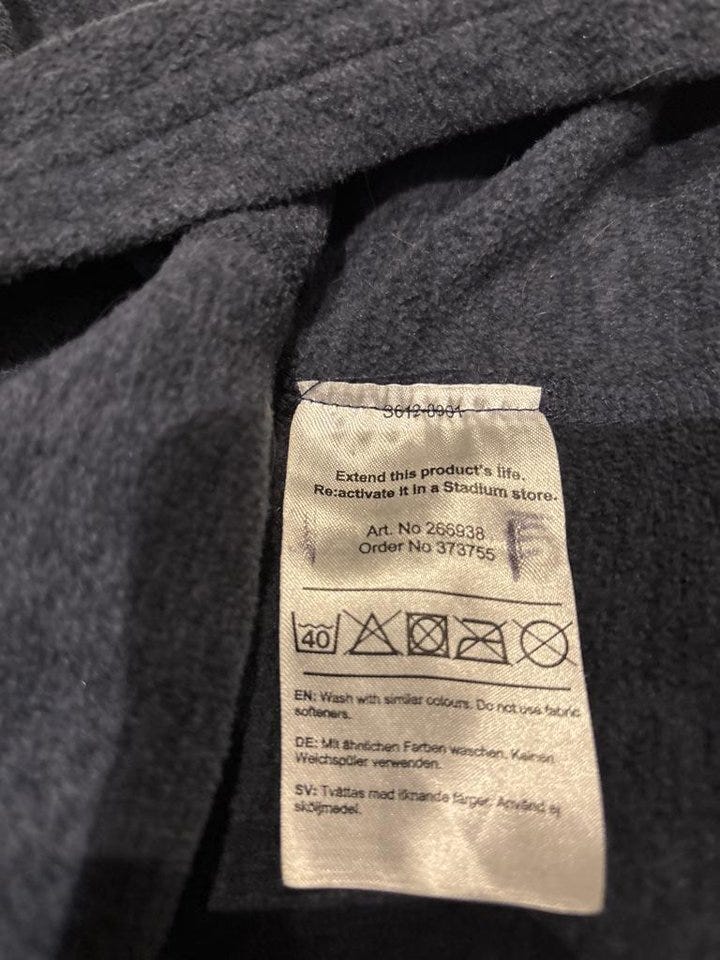 3612-0901
Extend this product's life.
Re:activate it in a Stadium store.
Art. No 266938
Order No 373755
40
EN: Wash with similar colours. Do not use fabric
softeners.
DE: Mit ähnlichen Farben waschen. Keinen
Weichspüler verwenden.
SV: Tvättas med liknande färger. Använd ej
sköljmedel.